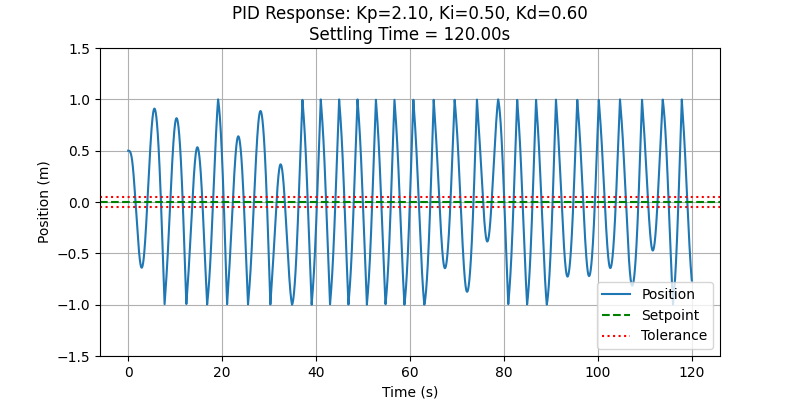 PID Response: Kp=2.10, Ki=0.50, Kd=0.60
Settling Time = 120.00s
1.5
1.0
0.5
0.0
−0.5
−1.0
−1.5
Position (m)
Position
Setpoint
Tolerance
0 20 40 60 80 100 120
Time (s)